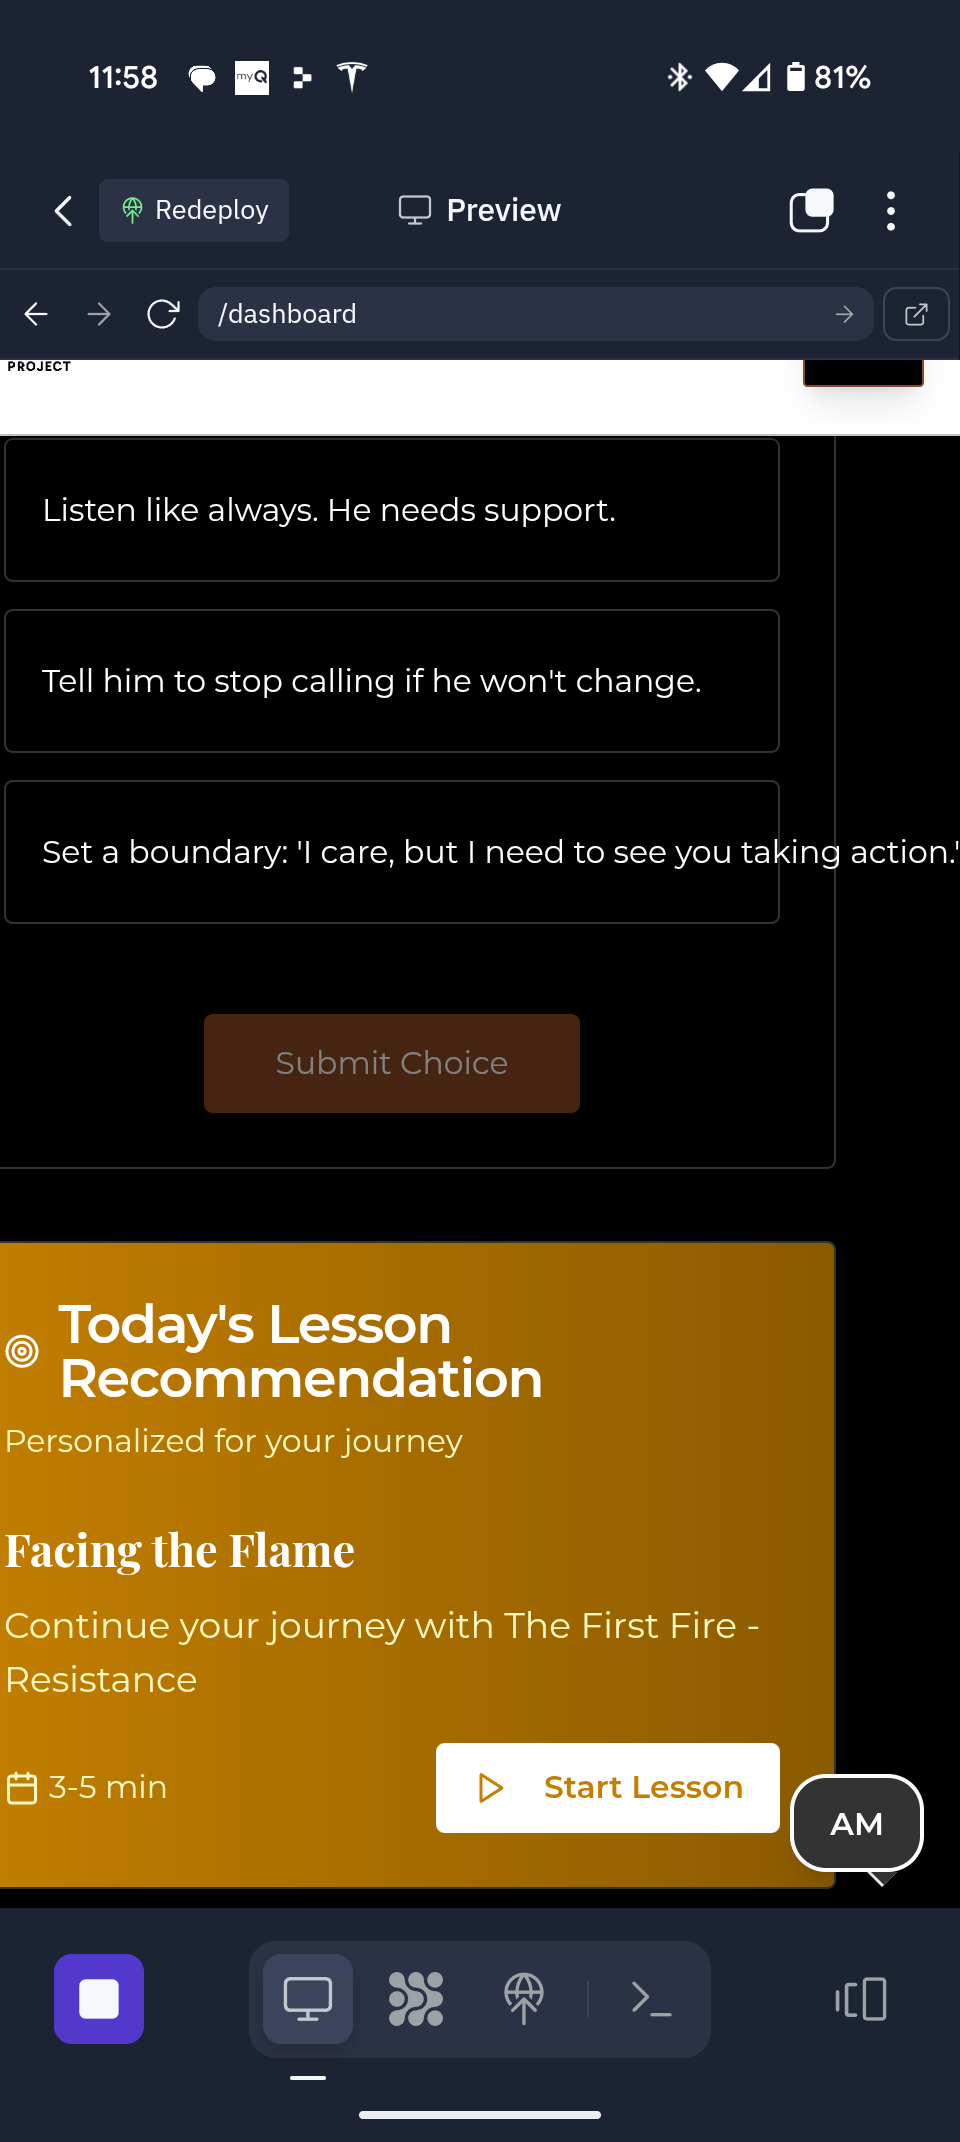 11:58
myQ
81%
Redeploy
Preview
/dashboard
PROJECT
Listen like always. He needs support.
Tell him to stop calling if he won't change.
Set a boundary: 'I care, but I need to see you taking action.'
Submit Choice
Today's Lesson
Recommendation
Personalized for your journey
Facing the Flame
Continue your journey with The First Fire -
Resistance
3-5 min
Start Lesson
AM